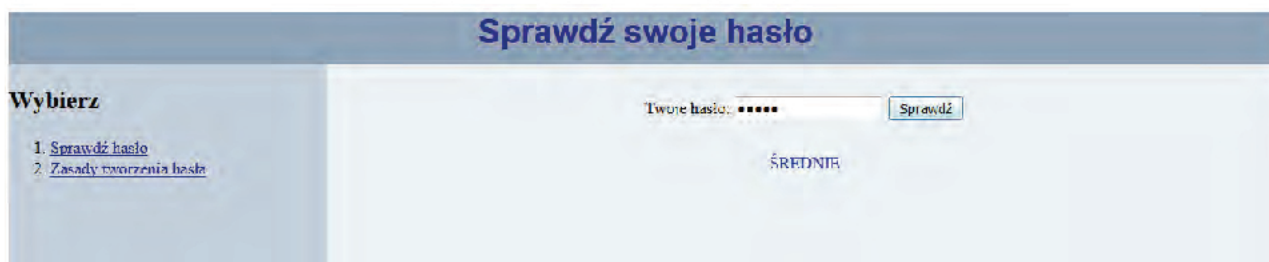 Sprawdź swoje hasło
Wybierz
1. Sprawdź hasło
2. Zasady tworzenia hasła
Twoje hasło: •••••
Sprawdź
ŚREDNIE